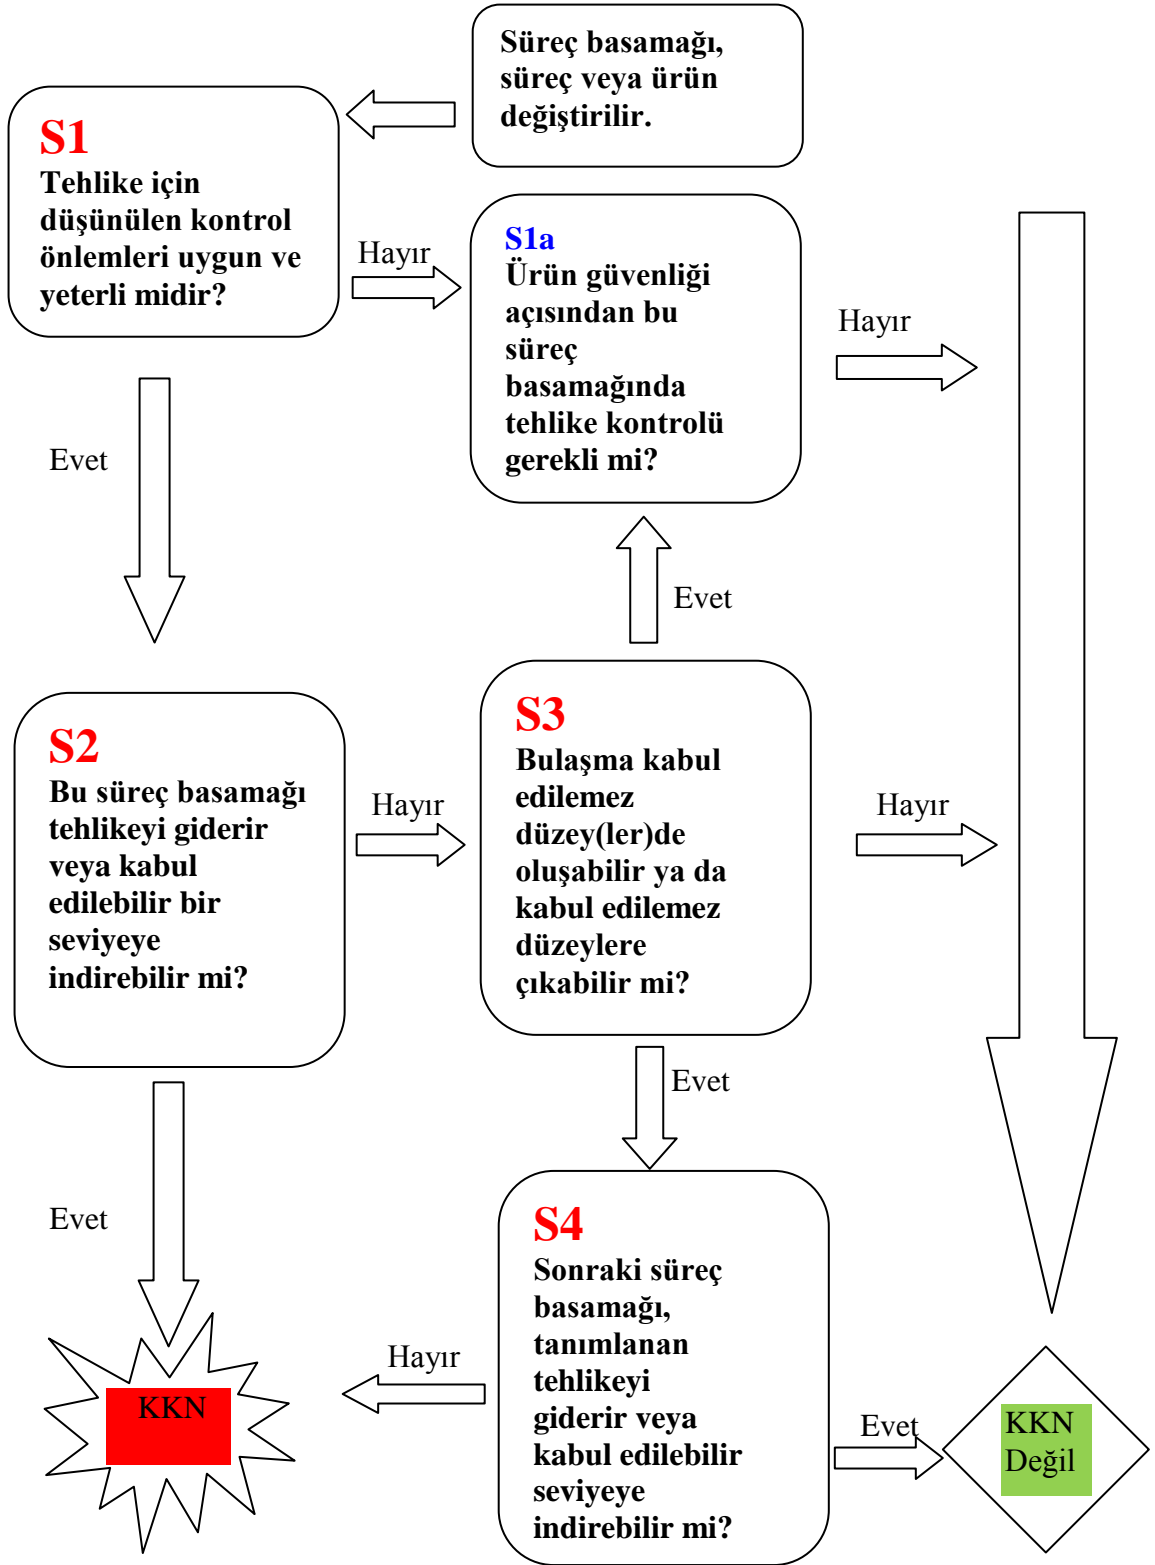 Süreç basamağı,
süreç veya ürün
değiştirilir.
S1
Tehlike için
düşünülen kontrol
önlemleri uygun ve
yeterli midir?
Hayır
S1a
Ürün güvenliği
açısından bu
süreç
basamağında
tehlike kontrolü
gerekli mi?
Hayır
Evet
Evet
S2
Bu süreç basamağı
tehlikeyi giderir
veya kabul
edilebilir bir
seviyeye
indirebilir mi?
Hayır
S3
Bulaşma kabul
edilemez
düzey(ler)de
oluşabilir ya da
kabul edilemez
düzeylere
çıkabilir mi?
Hayır
Evet
Evet
S4
Sonraki süreç
basamağı,
tanımlanan
tehlikeyi
giderir veya
kabul edilebilir
seviyeye
indirebilir mi?
Hayır
KKN
Evet
KKN
Değil